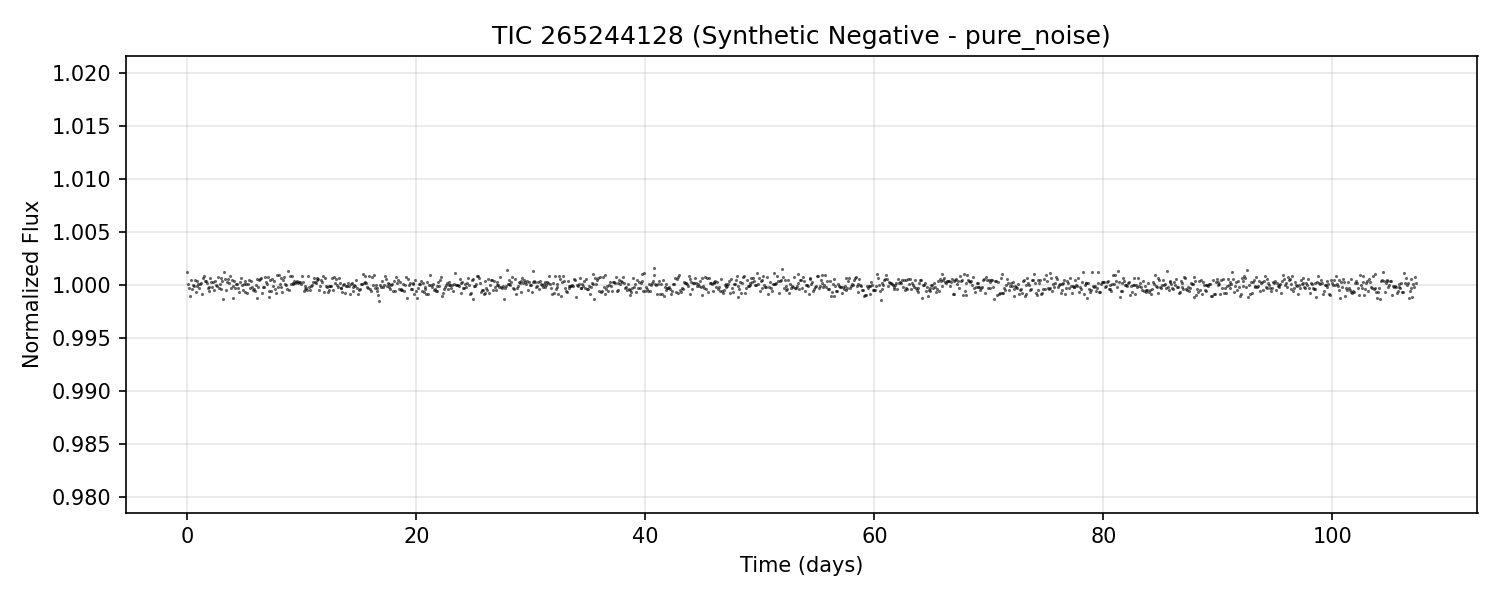 TIC 265244128 (Synthetic Negative - pure_noise)
Normalized Flux
1.020
1.015
1.010
1.005
1.000
0.995
0.990
0.985
0.980
0 20 40 60 80 100
Time (days)